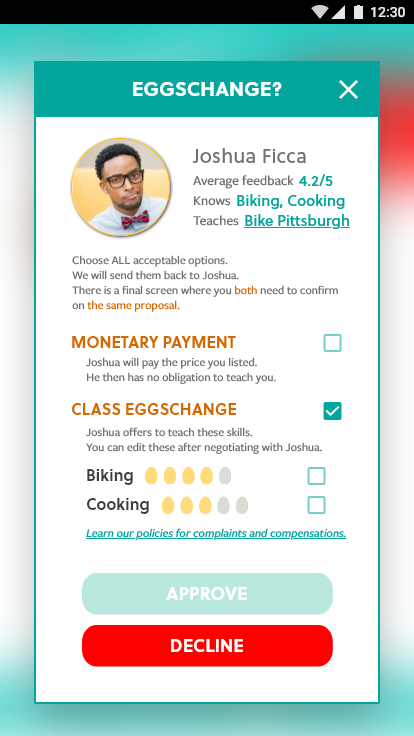 12:30
EGGSCHANGE?
Joshua Ficca
Average feedback 4.2/5
Knows Biking, Cooking
Teaches Bike Pittsburgh
Choose ALL acceptable options.
We will send them back to Joshua.
There is a final screen where you both need to confirm
on the same proposal.
MONETARY PAYMENT
Joshua will pay the price you listed.
He then has no obligation to teach you.
CLASS EGGSCHANGE
Joshua offers to teach these skills.
You can edit these after negotiating with Joshua.
Biking
Cooking
Learn our policies for complaints and compensations.
APPROVE
DECLINE